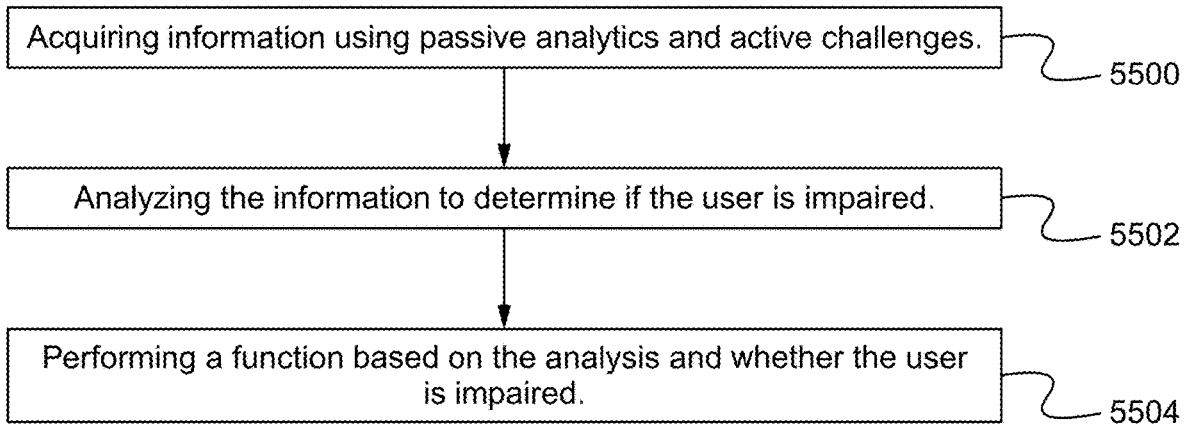 Acquiring information using passive analytics and active challenges.
5500
Analyzing the information to determine if the user is impaired.
5502
Performing a function based on the analysis and whether the user
is impaired.
5504